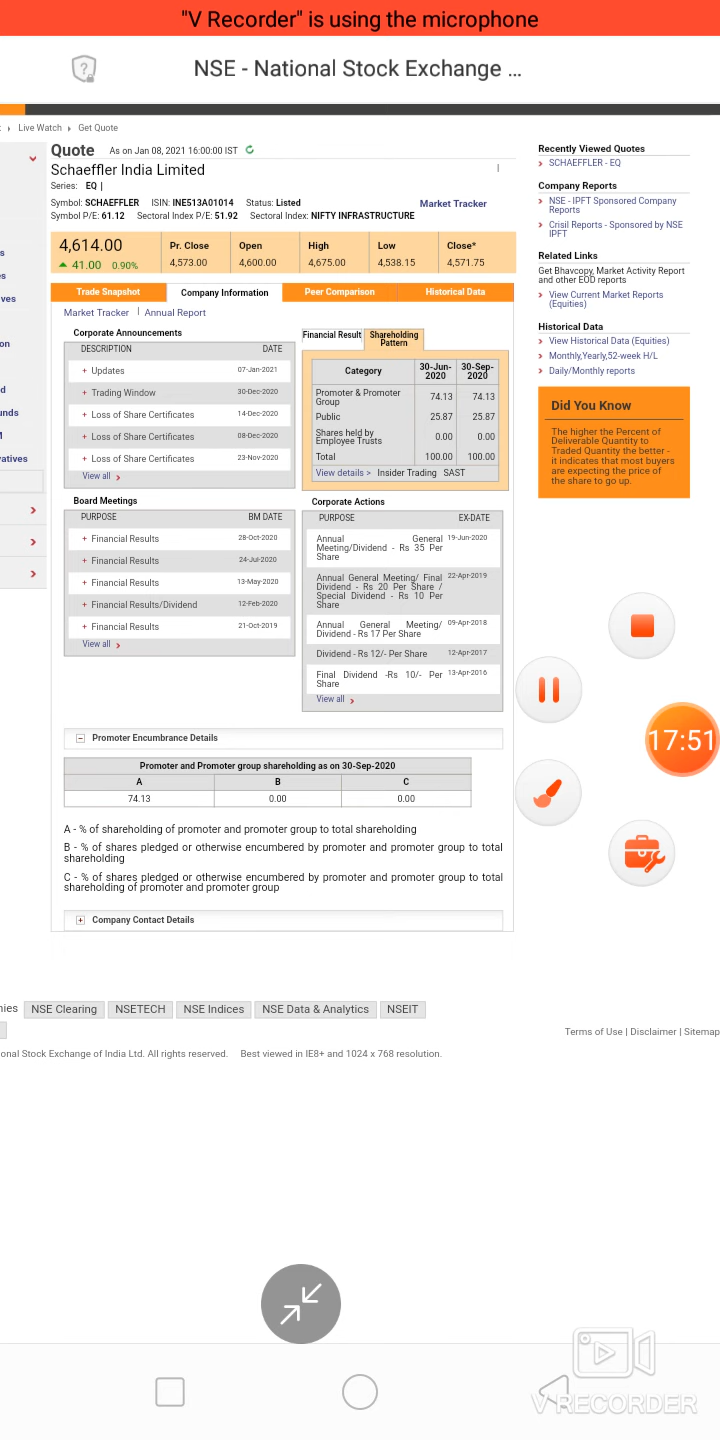 "V Recorder" is using the microphone
NSE - National Stock Exchange ...
Live Watch Get Quote
Quote As on Jan 08, 2021 16:00:00 IST
Schaeffler India Limited
Series: EQ |
Symbol: SCHAEFFLER ISIN: INE513A01014 Status: Listed Market Tracker
Symbol P/E: 61.12 Sectoral Index P/E: 51.92 Sectoral Index: NIFTY INFRASTRUCTURE
4,614.00 Pr. Close Open High Low Close*
41.00 0.90% 4,573.00 4,600.00 4,675.00 4,538.15 4,571.75
Trade Snapshot Company Information Peer Comparison Historical Data
Market Tracker | Annual Report
Corporate Announcements
DESCRIPTION DATE
+ Updates 07-Jan-2021
+ Trading Window 30-Dec-2020
+ Loss of Share Certificates 14-Dec-2020
+ Loss of Share Certificates 08-Dec-2020
+ Loss of Share Certificates 23-Nov-2020
View all
Financial Result Shareholding
Pattern
Category 30-Jun-2020 30-Sep-2020
Promoter & Promoter
Group 74.13 74.13
Public 25.87 25.87
Shares held by
Employee Trusts 0.00 0.00
Total 100.00 100.00
View details > Insider Trading SAST
Board Meetings
PURPOSE BM DATE
+ Financial Results 28-Oct-2020
+ Financial Results 24-Jul-2020
+ Financial Results 13-May-2020
+ Financial Results/Dividend 12-Feb-2020
+ Financial Results 21-Oct-2019
View all
Corporate Actions
PURPOSE EX-DATE
Annual General 19-Jun-2020
Meeting/Dividend - Rs 35 Per
Share
Annual General Meeting/ Final 22-Apr-2019
Dividend - Rs 20 Per Share /
Special Dividend - Rs 10 Per
Share
Annual General Meeting/ 09-Apr-2018
Dividend - Rs 17 Per Share
Dividend - Rs 12/- Per Share 12-Apr-2017
Final Dividend -Rs 10/- Per 13-Apr-2016
Share
View all
Promoter Encumbrance Details
Promoter and Promoter group shareholding as on 30-Sep-2020
A B C
74.13 0.00 0.00
A - % of shareholding of promoter and promoter group to total shareholding
B - % of shares pledged or otherwise encumbered by promoter and promoter group to total
shareholding
C - % of shares pledged or otherwise encumbered by promoter and promoter group to total
shareholding of promoter and promoter group
Company Contact Details
Recently Viewed Quotes
SCHAEFFLER - EQ
Company Reports
NSE - IPFT Sponsored Company
Reports
Crisil Reports - Sponsored by NSE
IPFT
Related Links
Get Bhavcopy, Market Activity Report
and other EOD reports
View Current Market Reports
(Equities)
Historical Data
View Historical Data (Equities)
Monthly,Yearly,52-week H/L
Daily/Monthly reports
Did You Know
The higher the Percent of
Deliverable Quantity to
Traded Quantity the better -
it indicates that most buyers
are expecting the price of
the share to go up.
17:51
NSE Clearing NSETECH NSE Indices NSE Data & Analytics NSEIT
Terms of Use | Disclaimer | Sitemap
onal Stock Exchange of India Ltd. All rights reserved. Best viewed in IE8+ and 1024 x 768 resolution.
V RECORDER